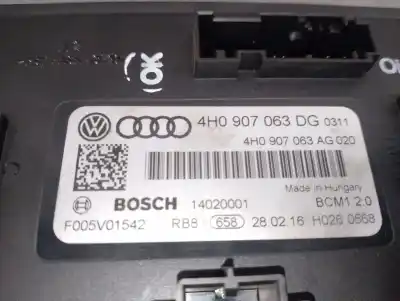 OK
4H0 907 063 DG 0311
4H0 907 063 AG 020
Made in Hungary
BOSCH 14020001 BCM1 2.0
F005V01542 RB8 658 28.02.16 H026 0568